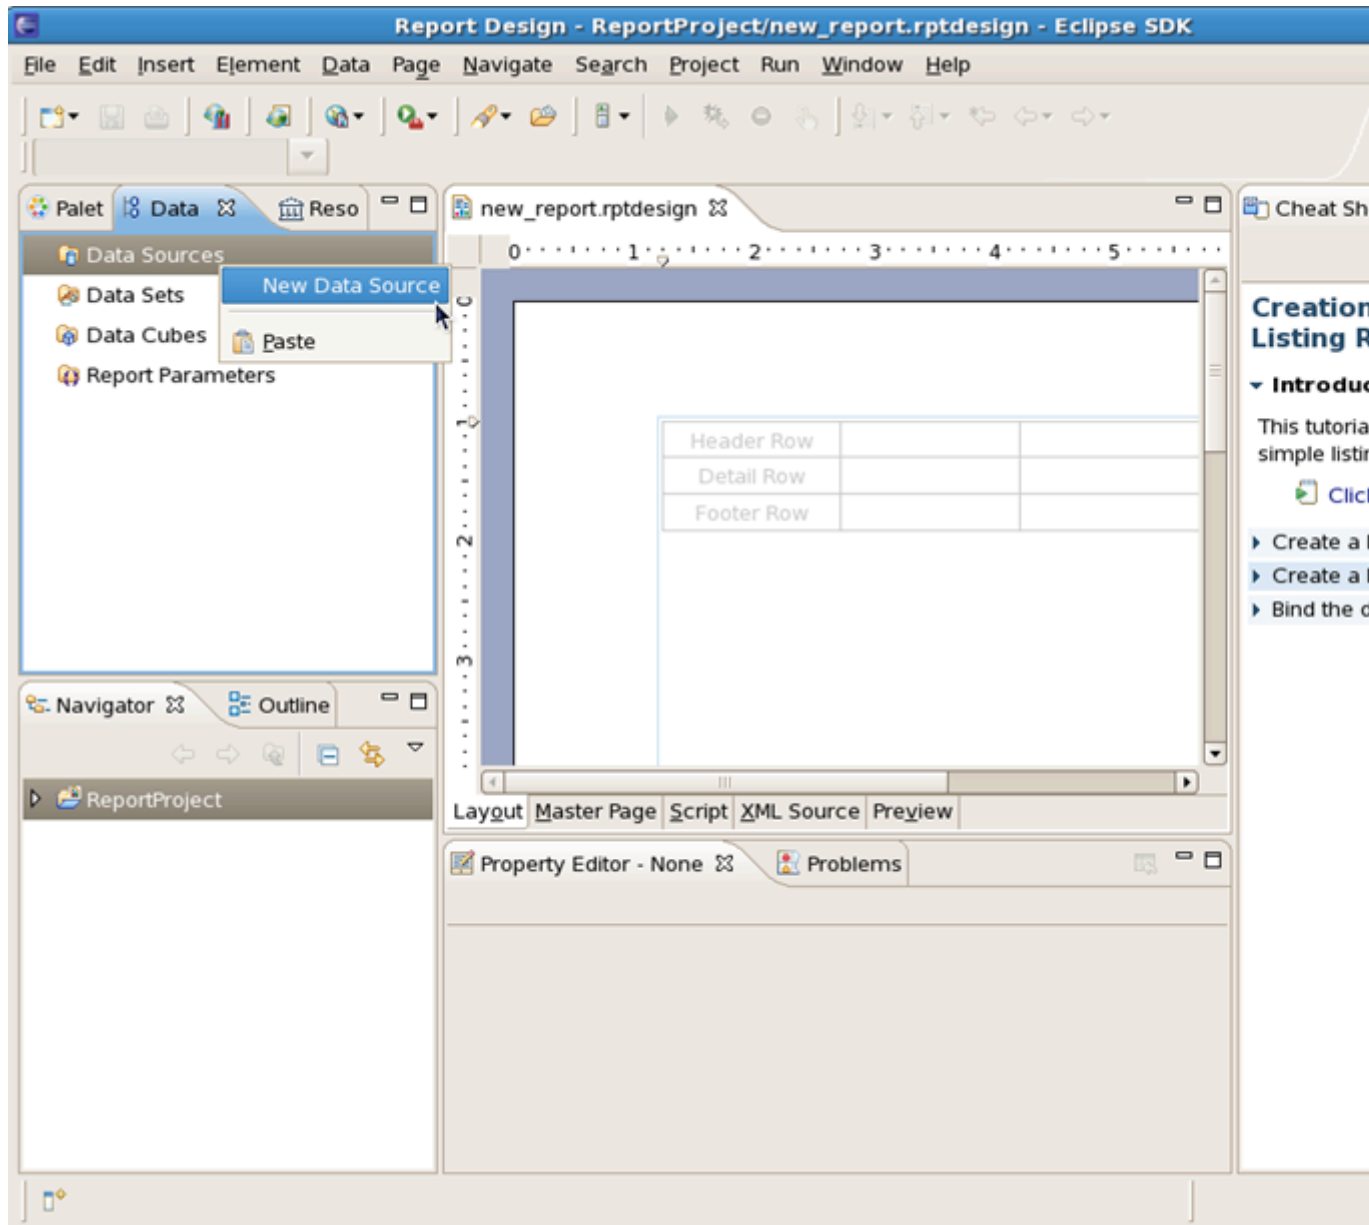 Report Design - ReportProject/new_report.rptdesign - Eclipse SDK
File Edit Insert Element Data Page Navigate Search Project Run Window Help
Palet Data Reso
new_report.rptdesign
Cheat Sh
Data Sources
Data Sets
Data Cubes
Report Parameters
New Data Source
Paste
0 1 2 3 4 5
0
1
2
3
Header Row
Detail Row
Footer Row
Creation
Listing R
Introduc
This tutoria
simple listin
Clic
Create a
Create a
Bind the d
Navigator Outline
ReportProject
Layout Master Page Script XML Source Preview
Property Editor - None Problems